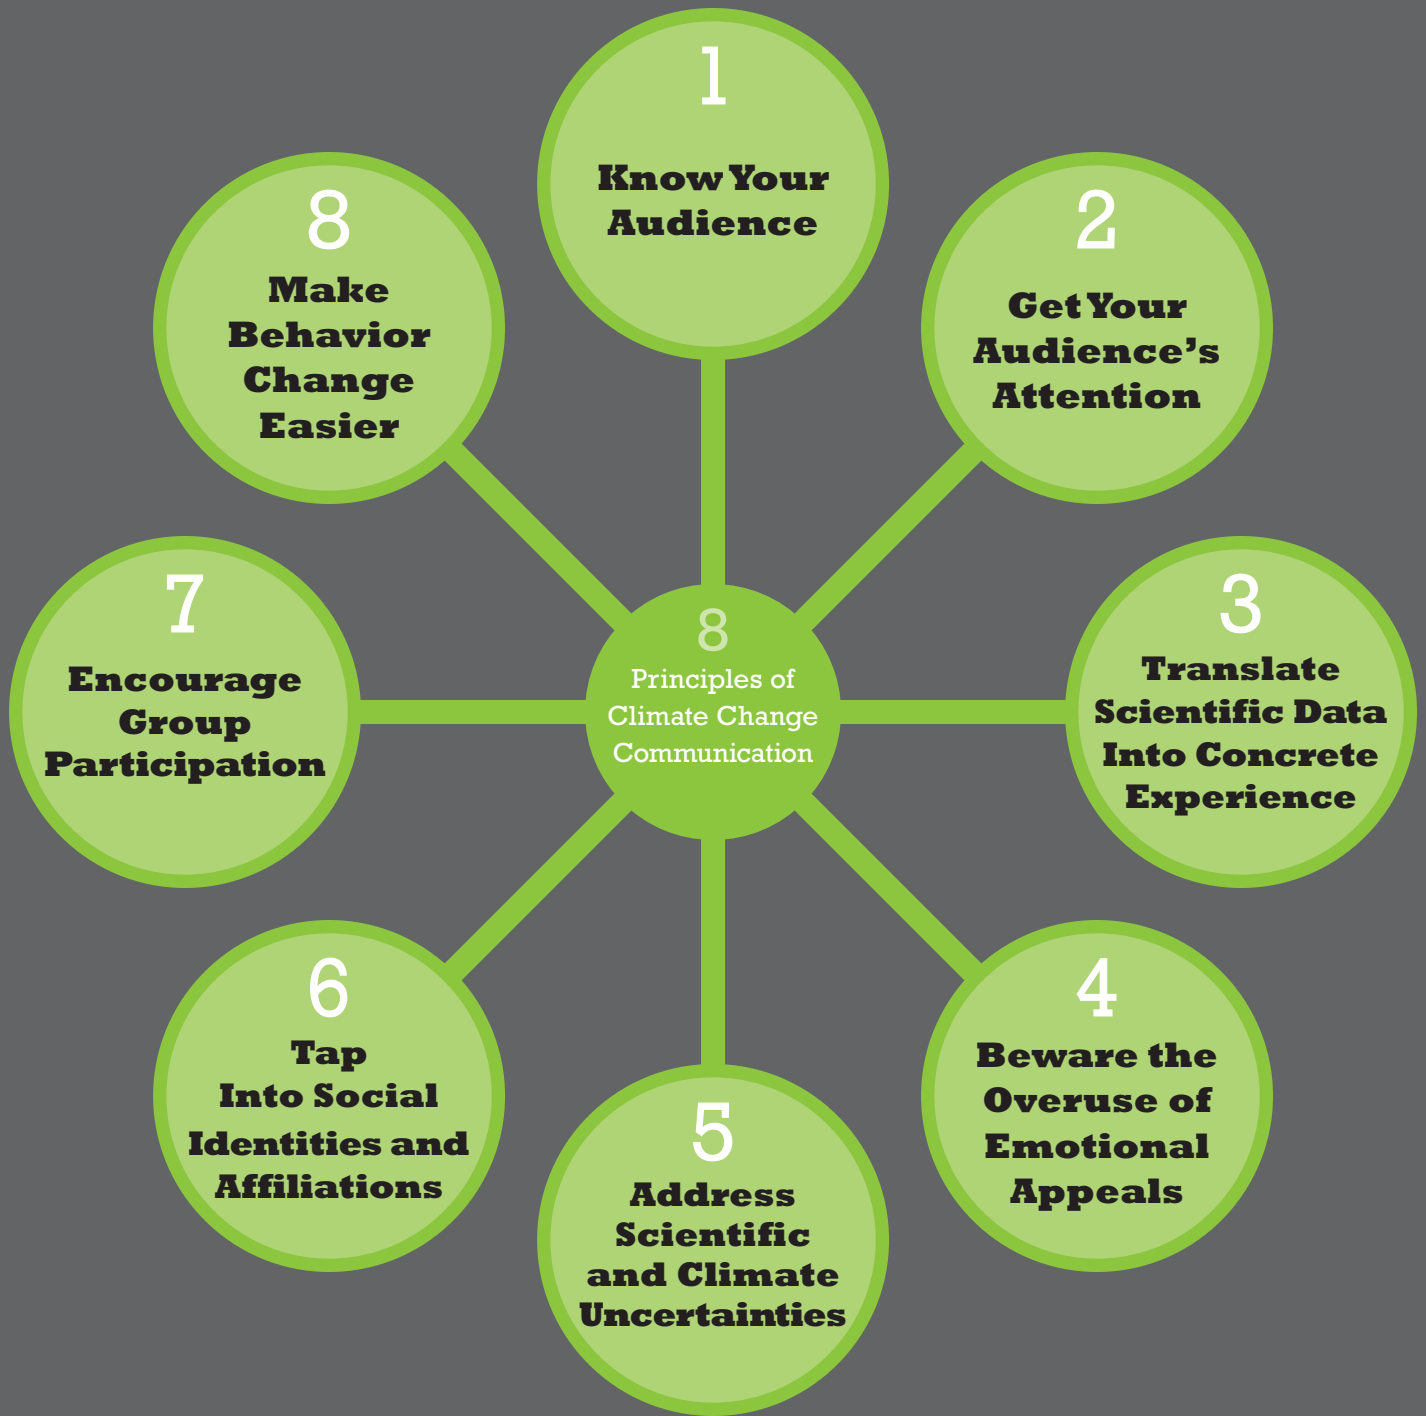 8
Principles of
Climate Change
Communication
1
Know Your
Audience
2
Get Your
Audience’s
Attention
3
Translate
Scientific Data
Into Concrete
Experience
4
Beware the
Overuse of
Emotional
Appeals
5
Address
Scientific
and Climate
Uncertainties
6
Tap
Into Social
Identities and
Affiliations
7
Encourage
Group
Participation
8
Make
Behavior
Change
Easier